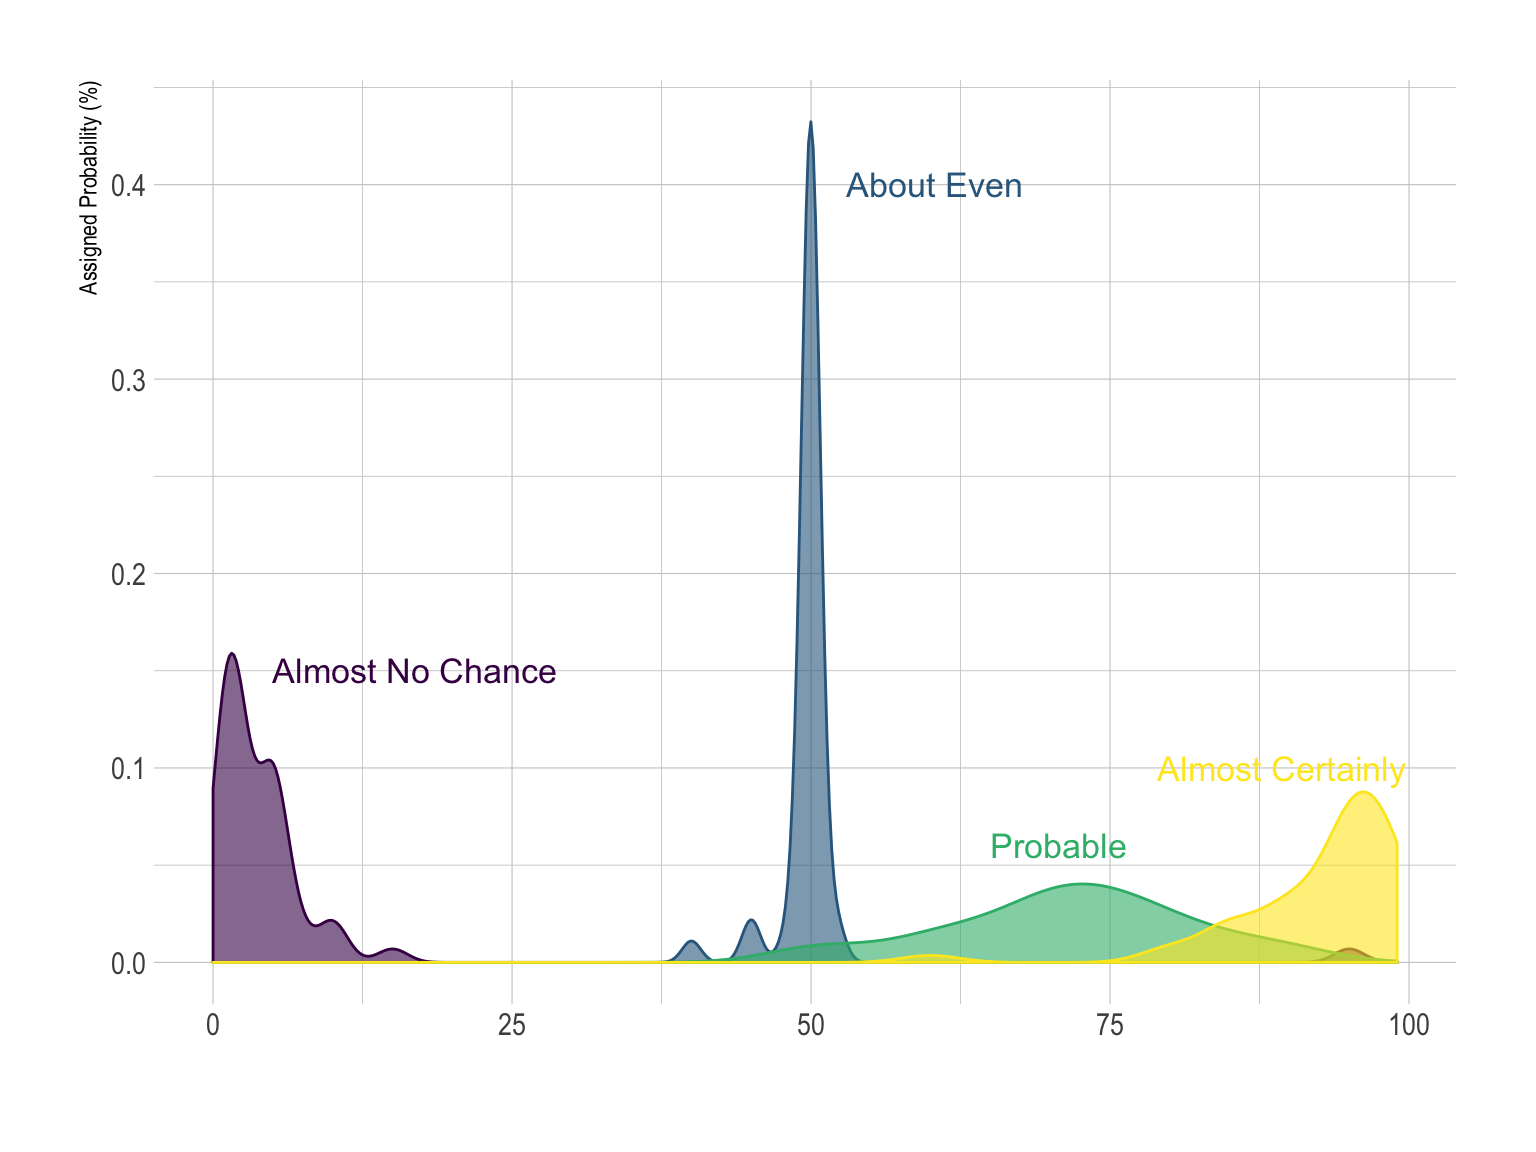 Assigned Probability (%)
0.4
About Even
0.3
0.2
Almost No Chance
0.1
Almost Certainly
Probable
0.0
0
25
50
75
100